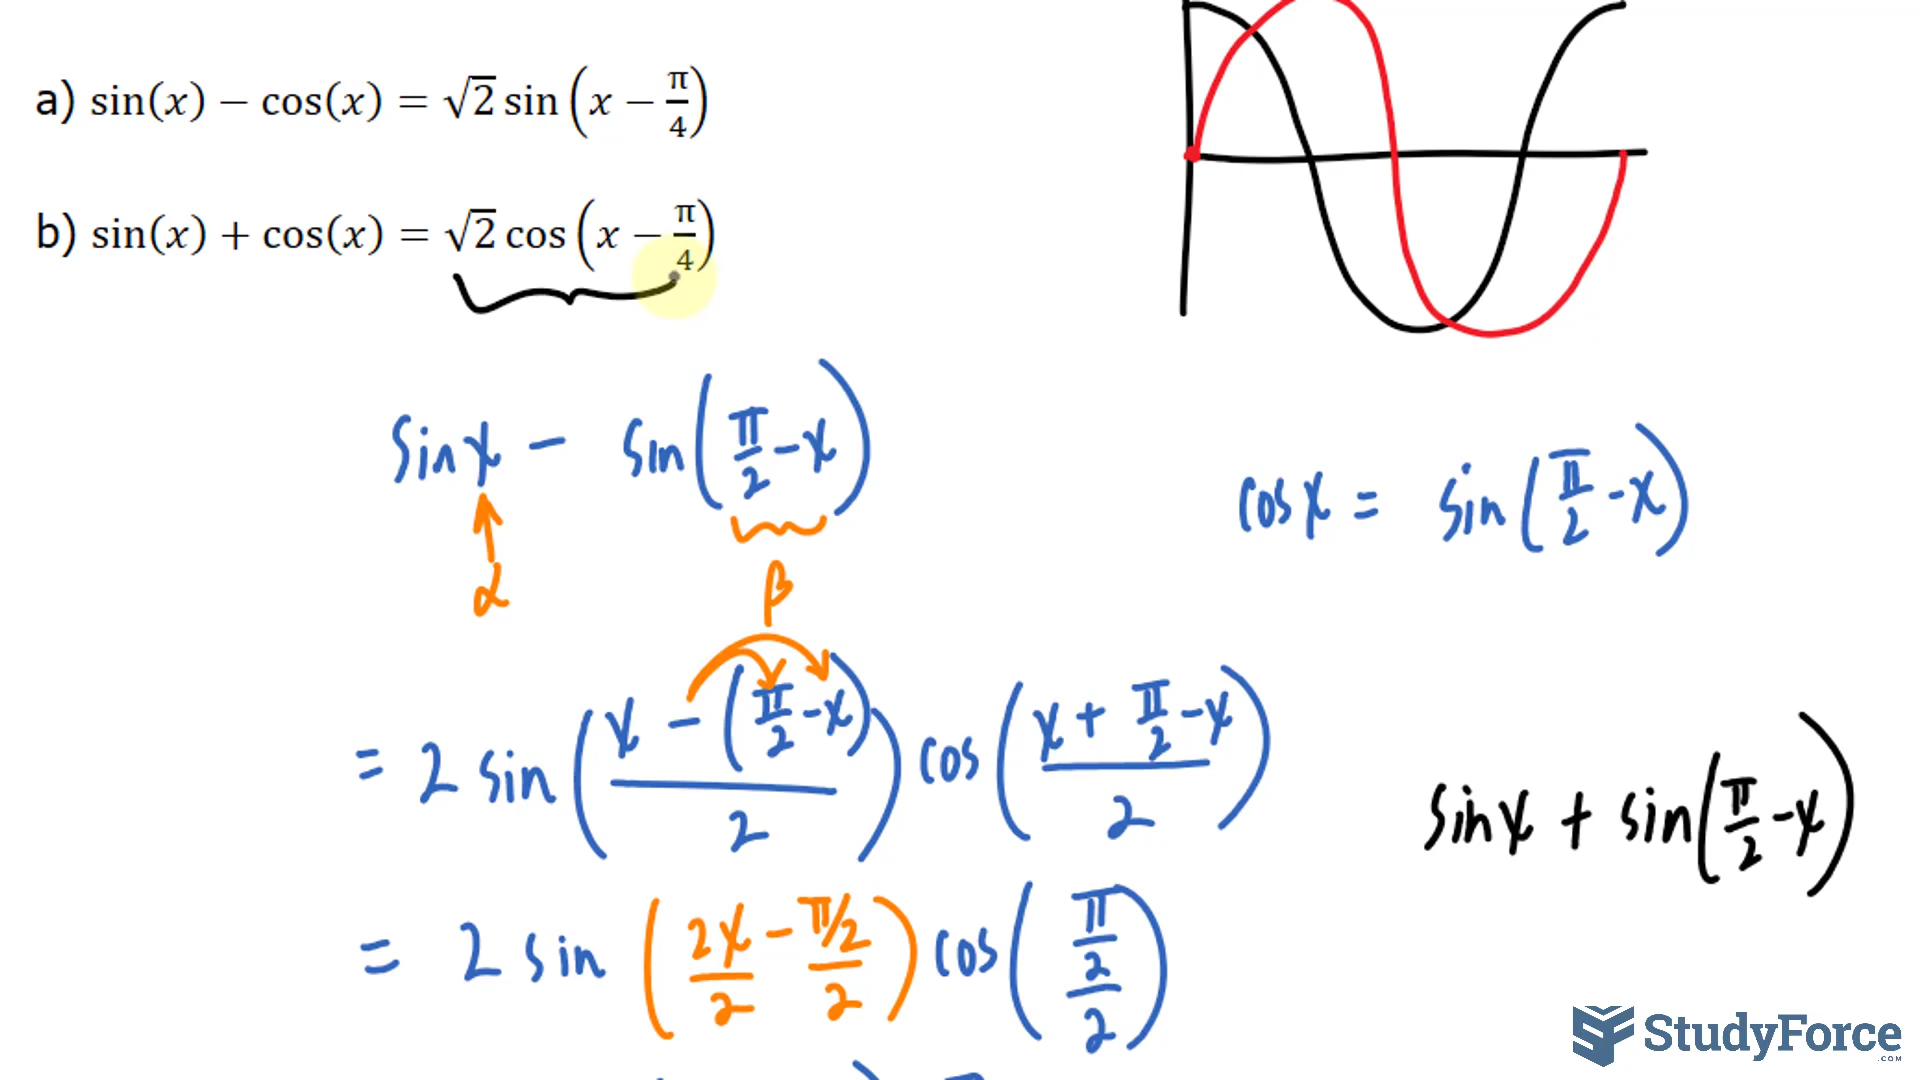 a) sin(x) − cos(x) = √2 sin(x − π/4)
b) sin(x) + cos(x) = √2 cos(x − π/4)
sin x − sin(π/2 − x)
cos x = sin(π/2 − x)
α
β
= 2 sin((x − (π/2 − x))/2) cos((x + π/2 − x)/2)
sin x + sin(π/2 − x)
= 2 sin(2x/2 − (π/2)/2) cos((π/2)/2)
StudyForce
.COM